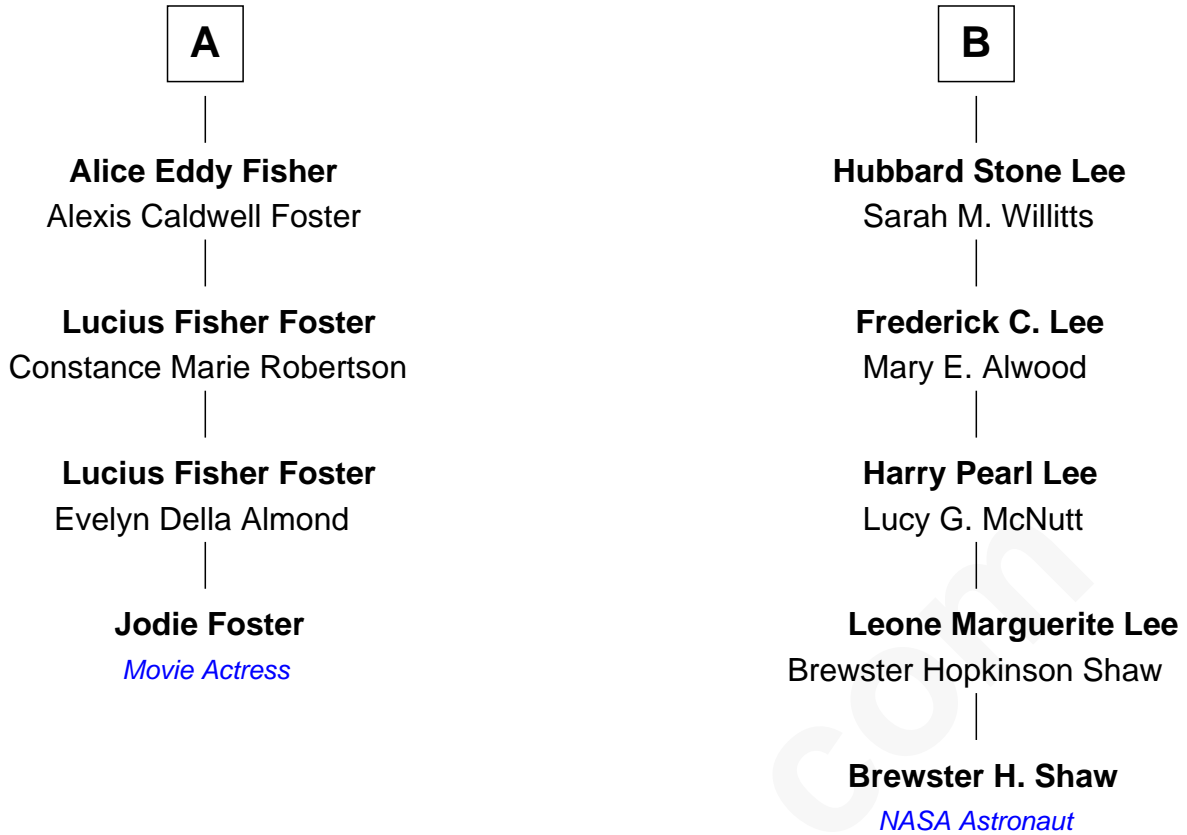 A
Alice Eddy Fisher
Alexis Caldwell Foster
Lucius Fisher Foster
Constance Marie Robertson
Lucius Fisher Foster
Evelyn Della Almond
Jodie Foster
Movie Actress
B
Hubbard Stone Lee
Sarah M. Willitts
Frederick C. Lee
Mary E. Alwood
Harry Pearl Lee
Lucy G. McNutt
Leone Marguerite Lee
Brewster Hopkinson Shaw
Brewster H. Shaw
NASA Astronaut
com